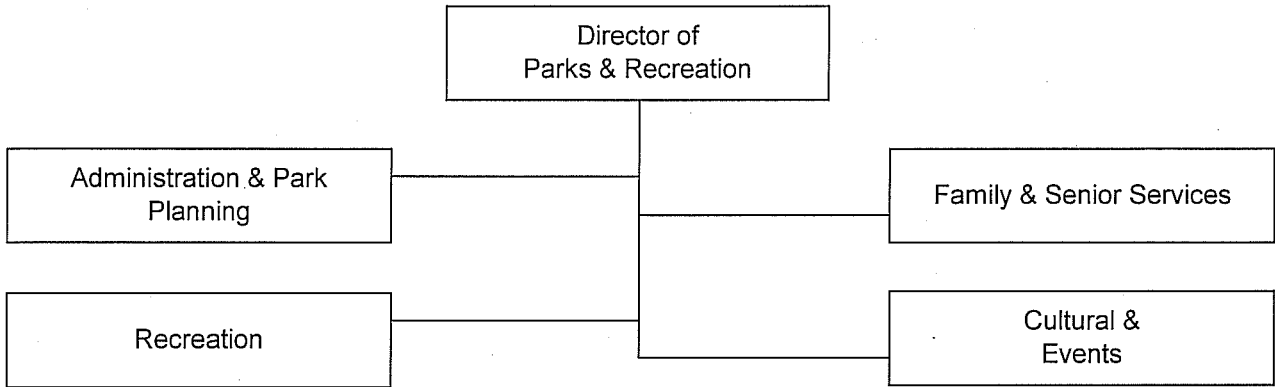 Director of
Parks & Recreation
Administration & Park
Planning
Family & Senior Services
Recreation
Cultural &
Events